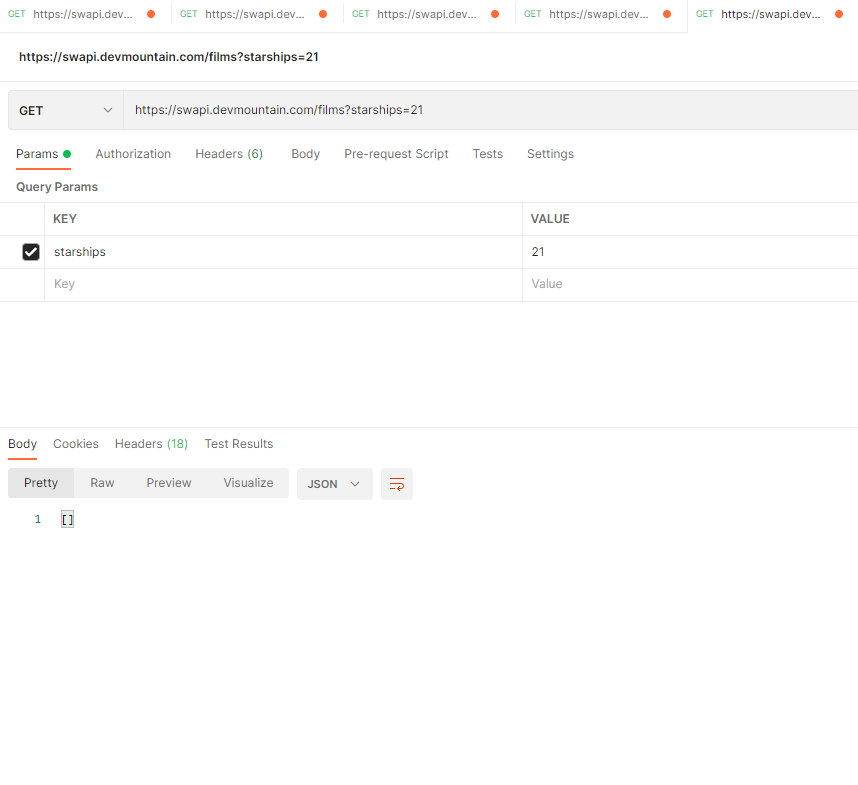 GET https://swapi.dev... GET https://swapi.dev... GET https://swapi.dev... GET https://swapi.dev... GET https://swapi.dev...
https://swapi.devmountain.com/films?starships=21
GET https://swapi.devmountain.com/films?starships=21
Params Authorization Headers (6) Body Pre-request Script Tests Settings
Query Params
KEY VALUE
starships 21
Key Value
Body Cookies Headers (18) Test Results
Pretty Raw Preview Visualize JSON
1 []